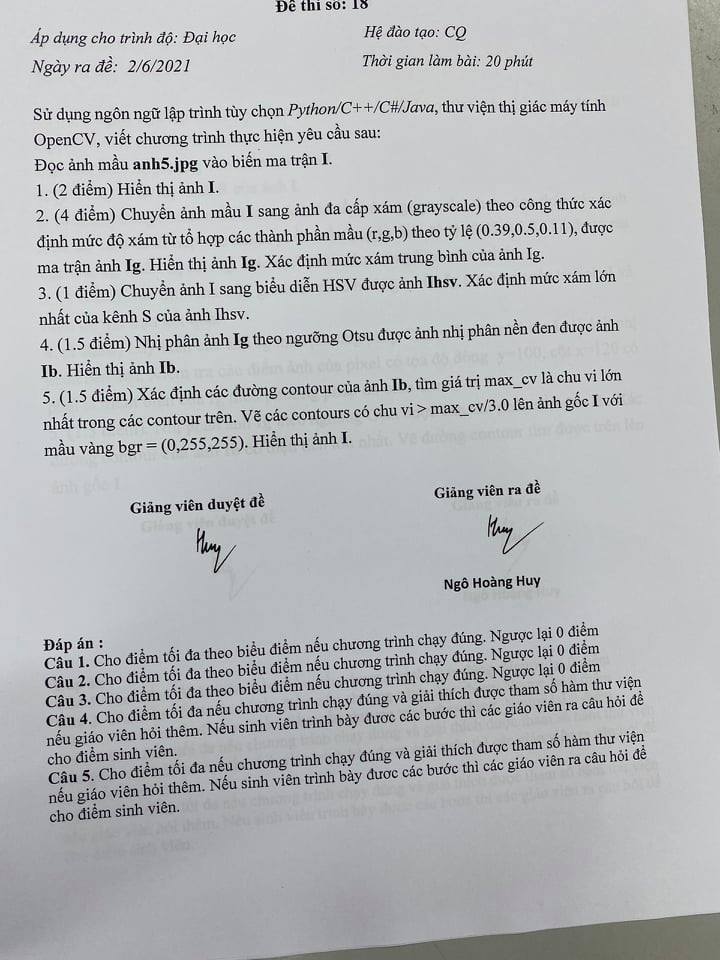 Đề thi số: 18
Áp dụng cho trình độ: Đại học
Hệ đào tạo: CQ
Ngày ra đề: 2/6/2021
Thời gian làm bài: 20 phút
Sử dụng ngôn ngữ lập trình tùy chọn Python/C++/C#/Java, thư viện thị giác máy tính
OpenCV, viết chương trình thực hiện yêu cầu sau:
Đọc ảnh mầu anh5.jpg vào biến ma trận I.
1. (2 điểm) Hiển thị ảnh I.
2. (4 điểm) Chuyển ảnh mầu I sang ảnh đa cấp xám (grayscale) theo công thức xác
định mức độ xám từ tổ hợp các thành phần mầu (r,g,b) theo tỷ lệ (0.39,0.5,0.11), được
ma trận ảnh Ig. Hiển thị ảnh Ig. Xác định mức xám trung bình của ảnh Ig.
3. (1 điểm) Chuyển ảnh I sang biểu diễn HSV được ảnh Ihsv. Xác định mức xám lớn
nhất của kênh S của ảnh Ihsv.
4. (1.5 điểm) Nhị phân ảnh Ig theo ngưỡng Otsu được ảnh nhị phân nền đen được ảnh
Ib. Hiển thị ảnh Ib.
5. (1.5 điểm) Xác định các đường contour của ảnh Ib, tìm giá trị max_cv là chu vi lớn
nhất trong các contour trên. Vẽ các contours có chu vi > max_cv/3.0 lên ảnh gốc I với
mầu vàng bgr = (0,255,255). Hiển thị ảnh I.
Giảng viên duyệt đề
Giảng viên ra đề
Huy
Huy
Ngô Hoàng Huy
Đáp án :
Câu 1. Cho điểm tối đa theo biểu điểm nếu chương trình chạy đúng. Ngược lại 0 điểm
Câu 2. Cho điểm tối đa theo biểu điểm nếu chương trình chạy đúng. Ngược lại 0 điểm
Câu 3. Cho điểm tối đa theo biểu điểm nếu chương trình chạy đúng. Ngược lại 0 điểm
Câu 4. Cho điểm tối đa nếu chương trình chạy đúng và giải thích được tham số hàm thư viện
nếu giáo viên hỏi thêm. Nếu sinh viên trình bày đươc các bước thì các giáo viên ra câu hỏi để
cho điểm sinh viên.
Câu 5. Cho điểm tối đa nếu chương trình chạy đúng và giải thích được tham số hàm thư viện
nếu giáo viên hỏi thêm. Nếu sinh viên trình bày đươc các bước thì các giáo viên ra câu hỏi để
cho điểm sinh viên.